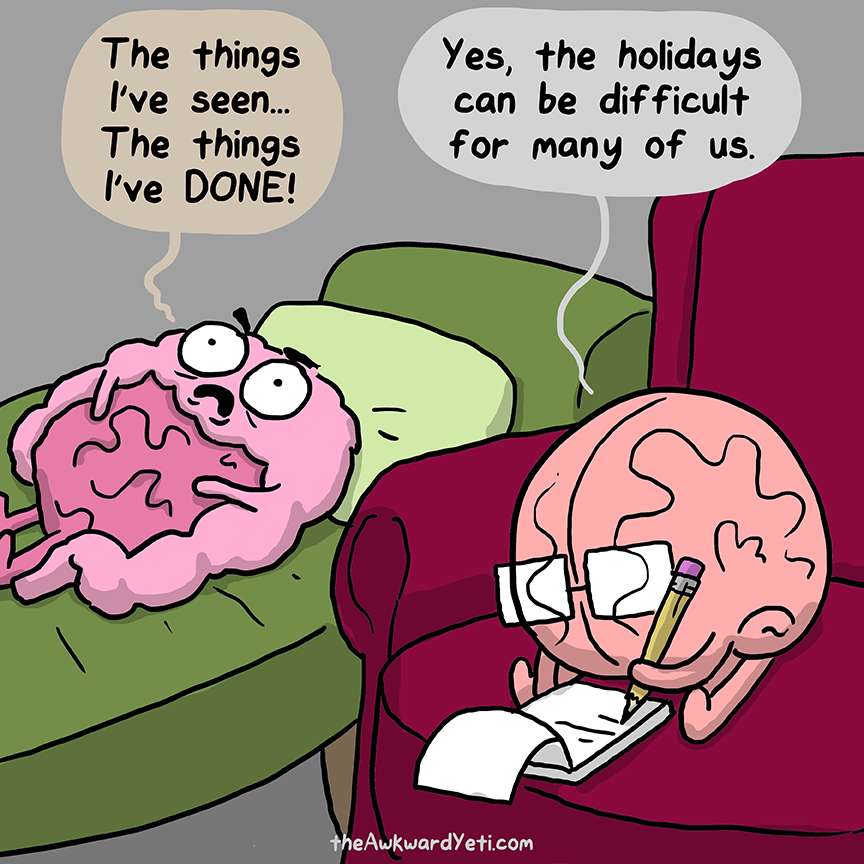 The things
I've seen...
The things
I've DONE!
Yes, the holidays
can be difficult
for many of us.
theAwkwardYeti.com